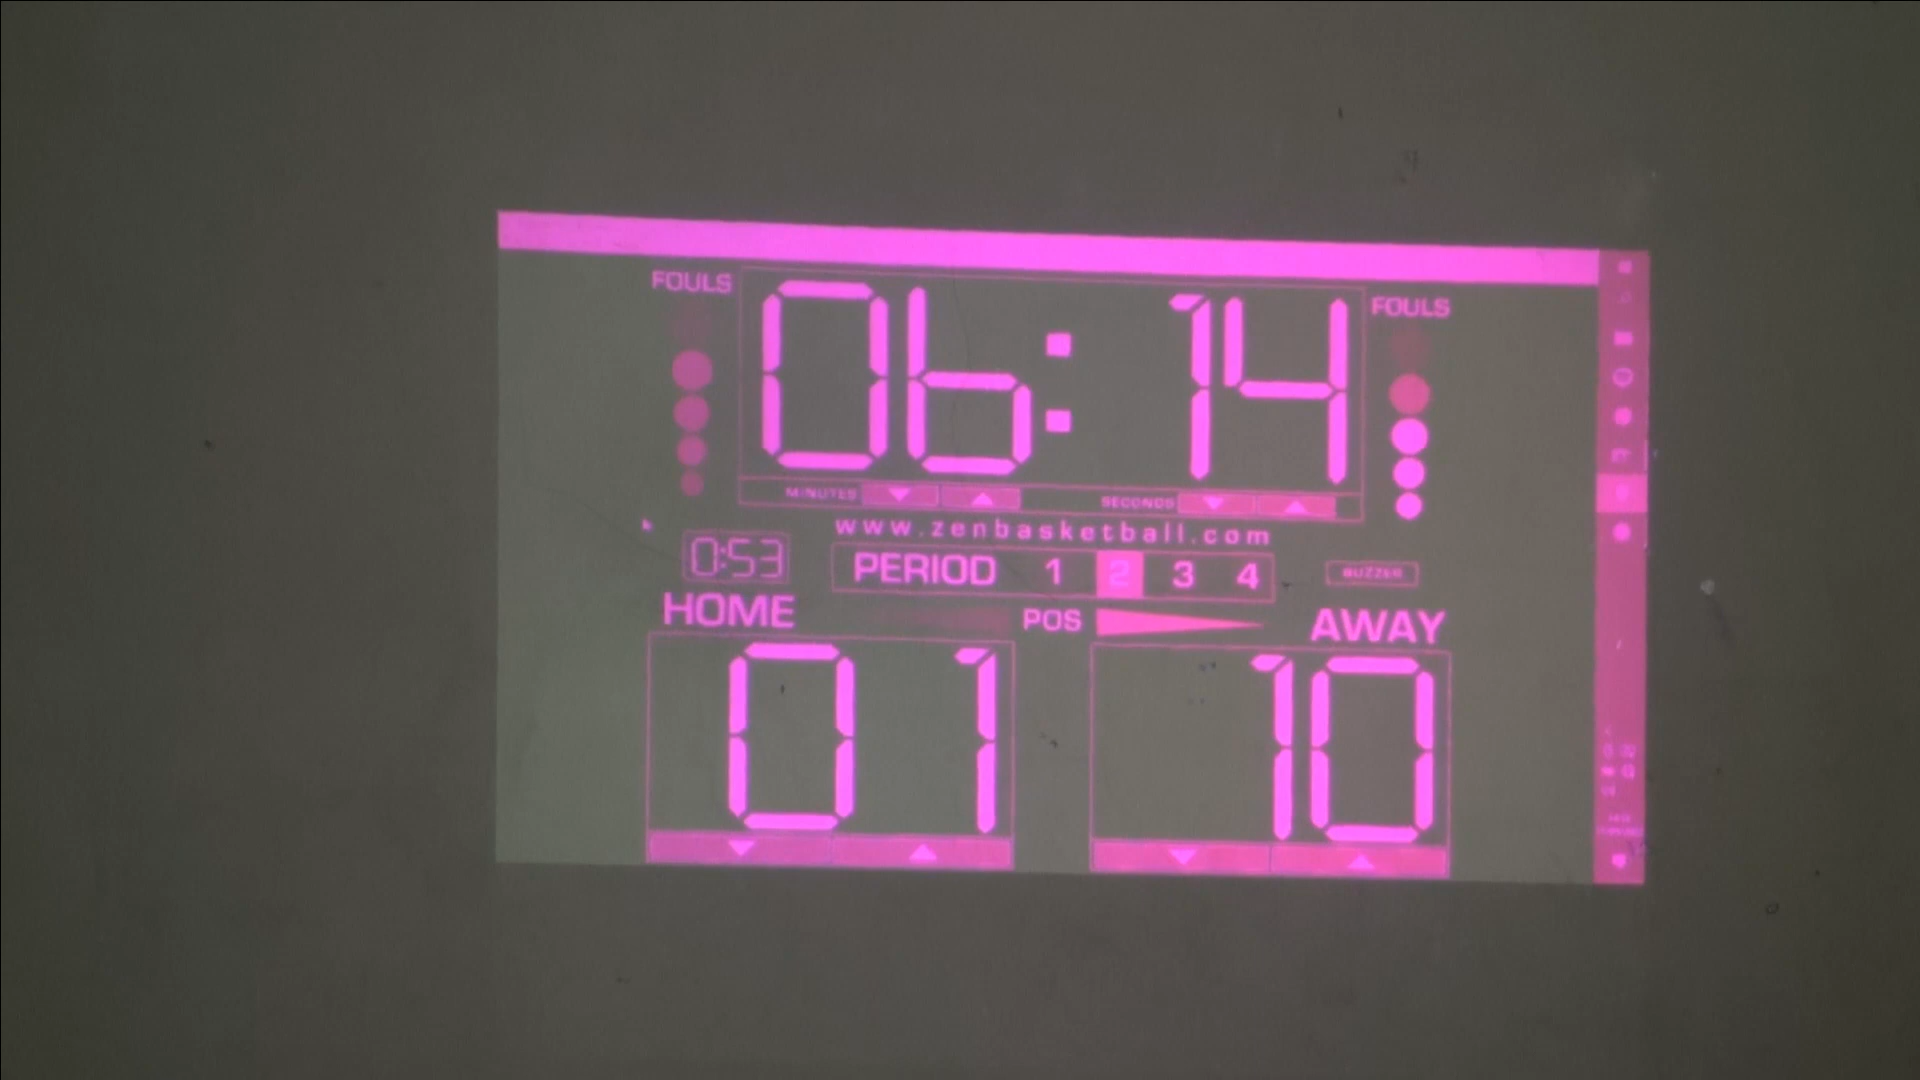 FOULS
06:14
FOULS
MINUTES
SECONDS
www.zenbasketball.com
0:53
PERIOD 1 2 3 4
BUZZER
HOME
POS
AWAY
01
10